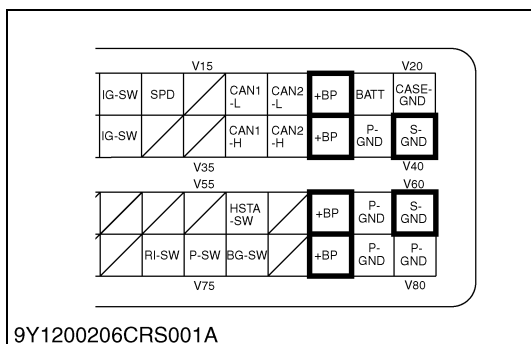 V15 V20
IG-SW SPD CAN1 -L CAN2 -L +BP BATT CASE- GND
IG-SW CAN1 -H CAN2 -H +BP P- GND S- GND
V35 V40
V55 V60
HSTA -SW +BP P- GND S- GND
RI-SW P-SW BG-SW +BP P- GND P- GND
V75 V80
9Y1200206CRS001A